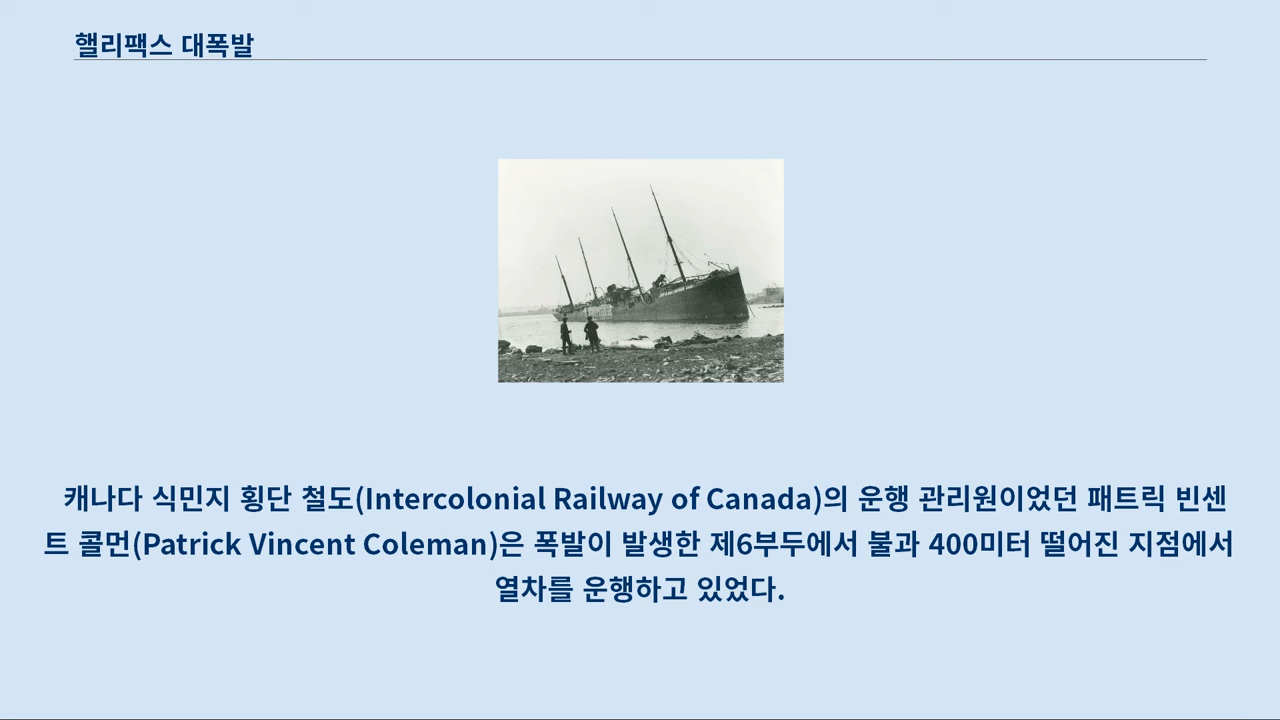 핼리팩스 대폭발
캐나다 식민지 횡단 철도(Intercolonial Railway of Canada)의 운행 관리원이었던 패트릭 빈센
트 콜먼(Patrick Vincent Coleman)은 폭발이 발생한 제6부두에서 불과 400미터 떨어진 지점에서
열차를 운행하고 있었다.